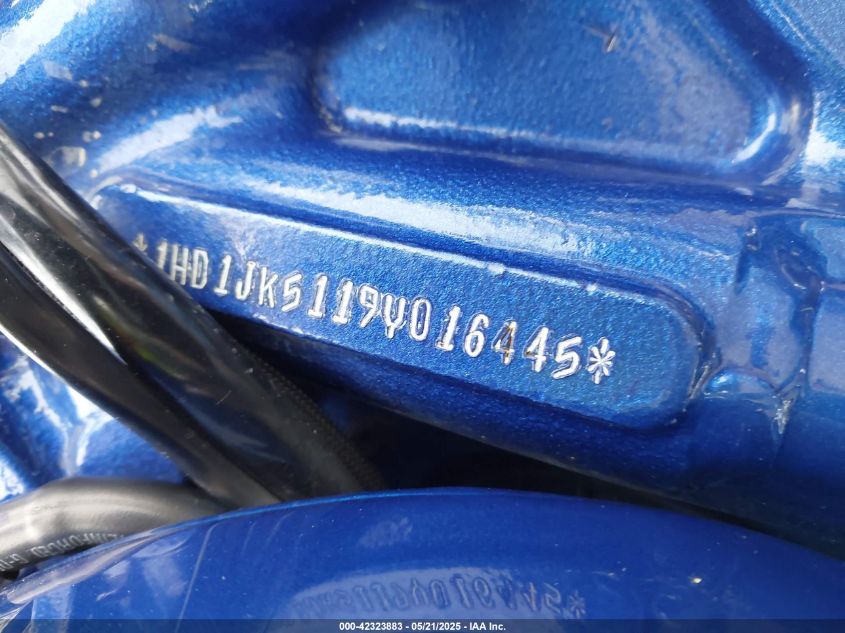 *1HD1JK5119Y016445*
000-42323883 - 05/21/2025 - IAA Inc.